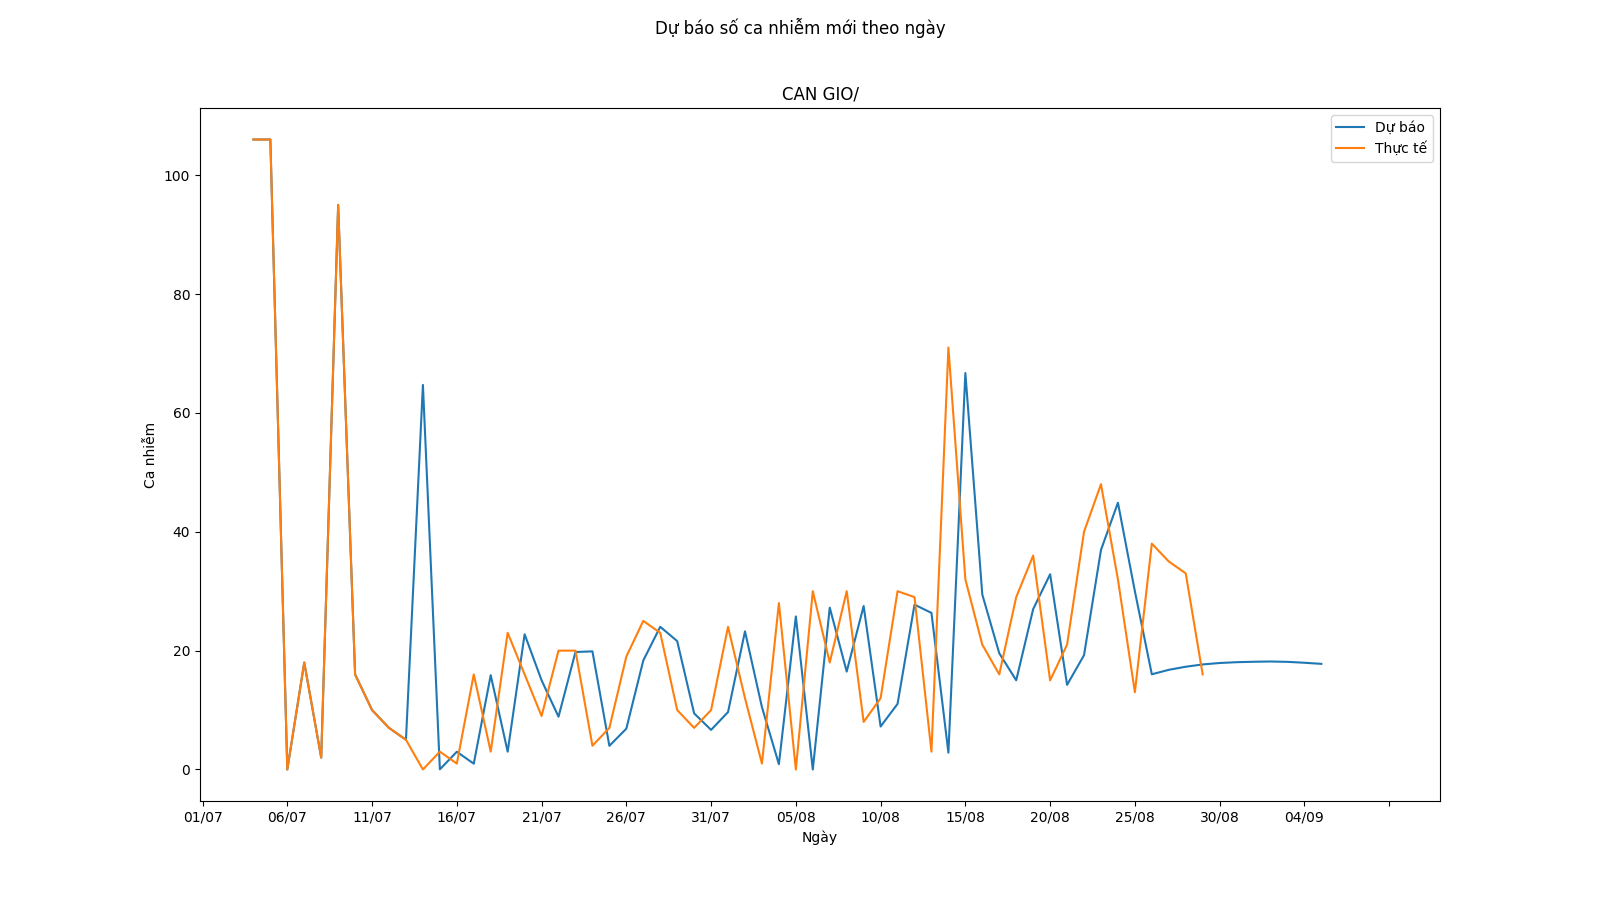 Dự báo số ca nhiễm mới theo ngày
CAN GIO/
Dự báo
Thực tế
100
80
60
40
20
0
Ca nhiễm
01/07 06/07 11/07 16/07 21/07 26/07 31/07 05/08 10/08 15/08 20/08 25/08 30/08 04/09
Ngày